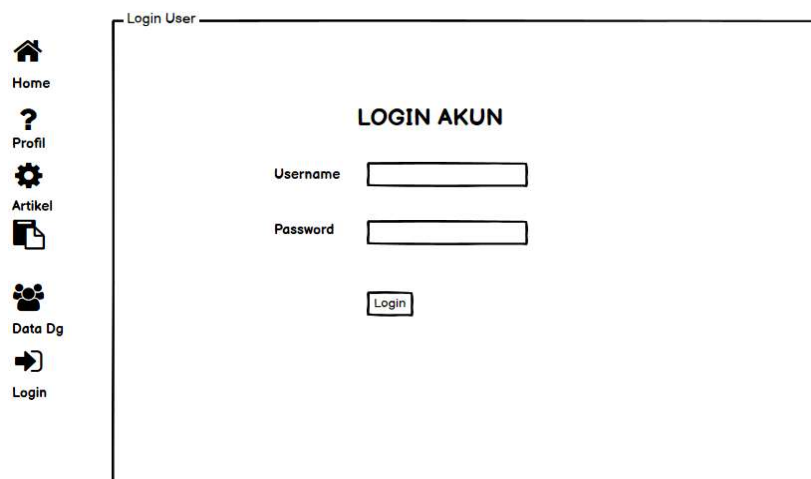 Login User
Home
?
Profil
Artikel
Data Dg
Login
LOGIN AKUN
Username
Password
Login